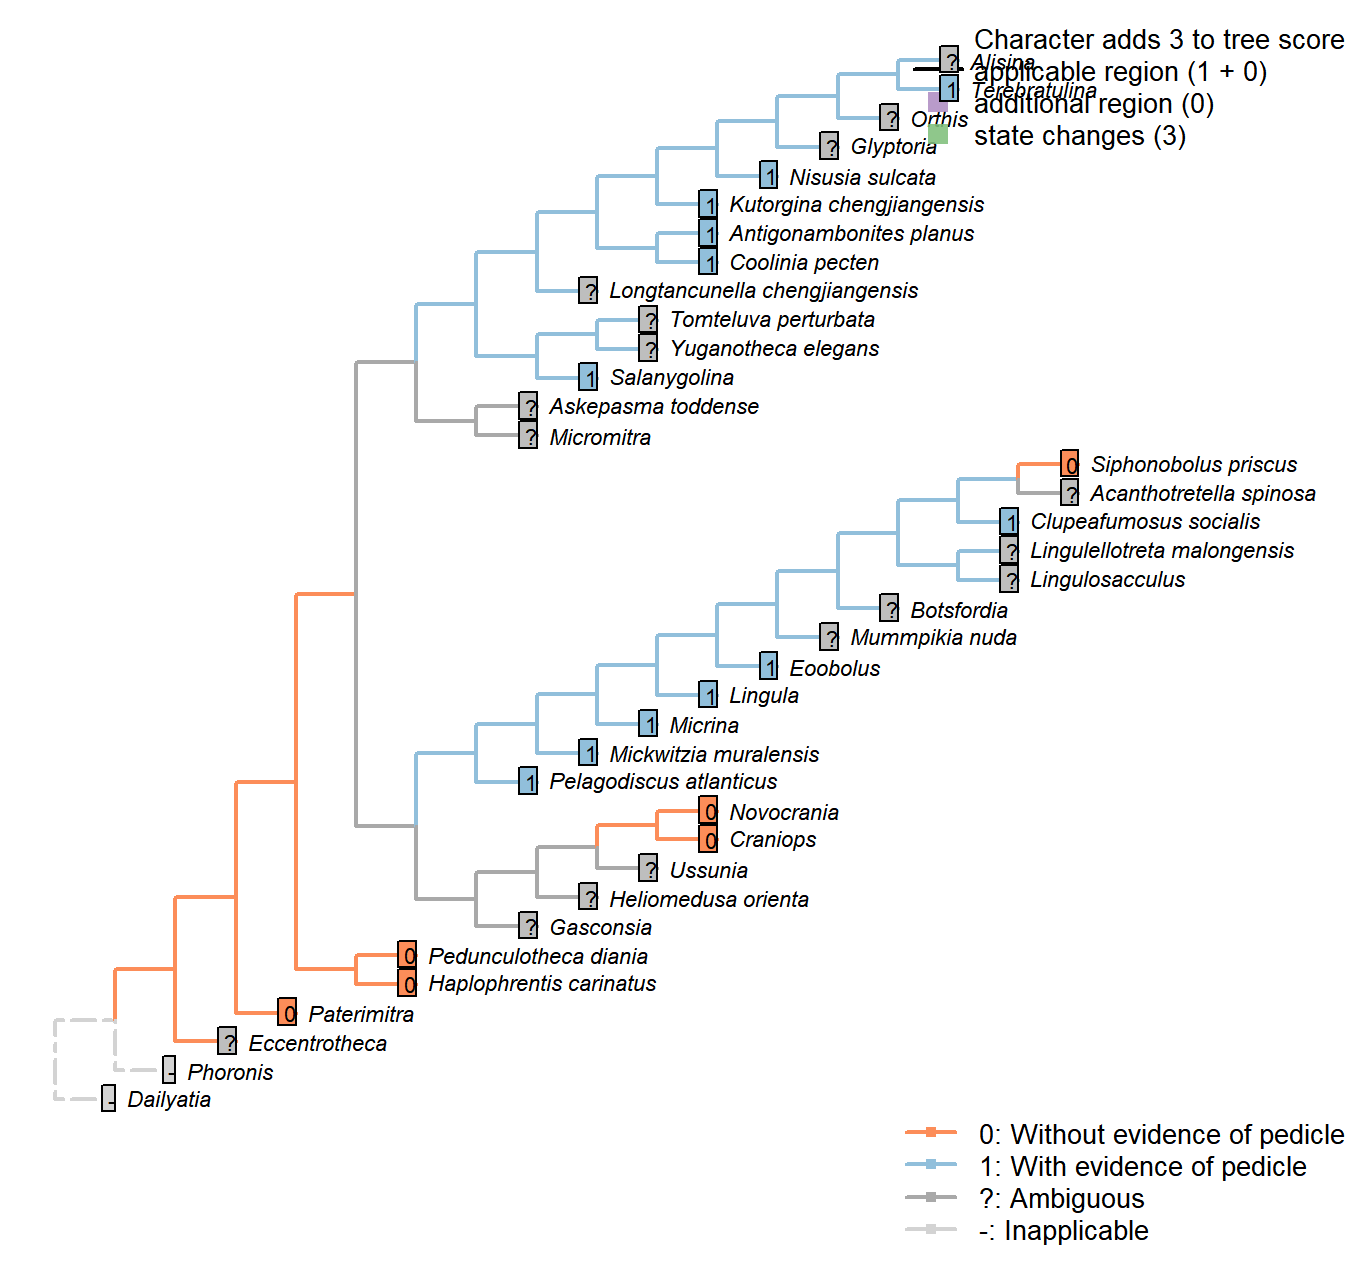 Character adds 3 to tree score
? Alisina
applicable region (1 + 0)
1 Terebratulina
additional region (0)
? Orthis
state changes (3)
? Glyptoria
1 Nisusia sulcata
1 Kutorgina chengjiangensis
1 Antigonambonites planus
1 Coolinia pecten
? Longtancunella chengjiangensis
? Tomteluva perturbata
? Yuganotheca elegans
1 Salanygolina
? Askepasma toddense
? Micromitra
0 Siphonobolus priscus
? Acanthotretella spinosa
1 Clupeafumosus socialis
? Lingulellotreta malongensis
? Lingulosacculus
? Botsfordia
? Mummpikia nuda
1 Eoobolus
1 Lingula
1 Micrina
1 Mickwitzia muralensis
1 Pelagodiscus atlanticus
0 Novocrania
0 Craniops
? Ussunia
? Heliomedusa orienta
? Gasconsia
0 Pedunculotheca diania
0 Haplophrentis carinatus
0 Paterimitra
? Eccentrotheca
- Phoronis
- Dailyatia
0: Without evidence of pedicle
1: With evidence of pedicle
?: Ambiguous
-: Inapplicable